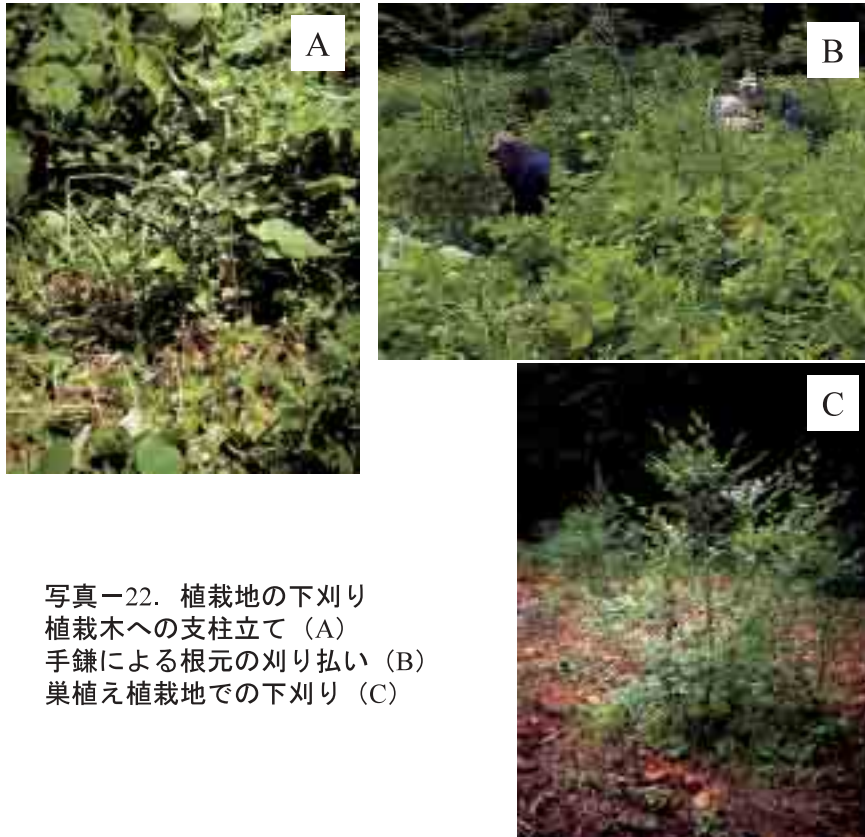 A
B
C
写真ー22. 植栽地の下刈り
植栽木への支柱立て（A）
手鎌による根元の刈り払い（B）
巣植え植栽地での下刈り（C）